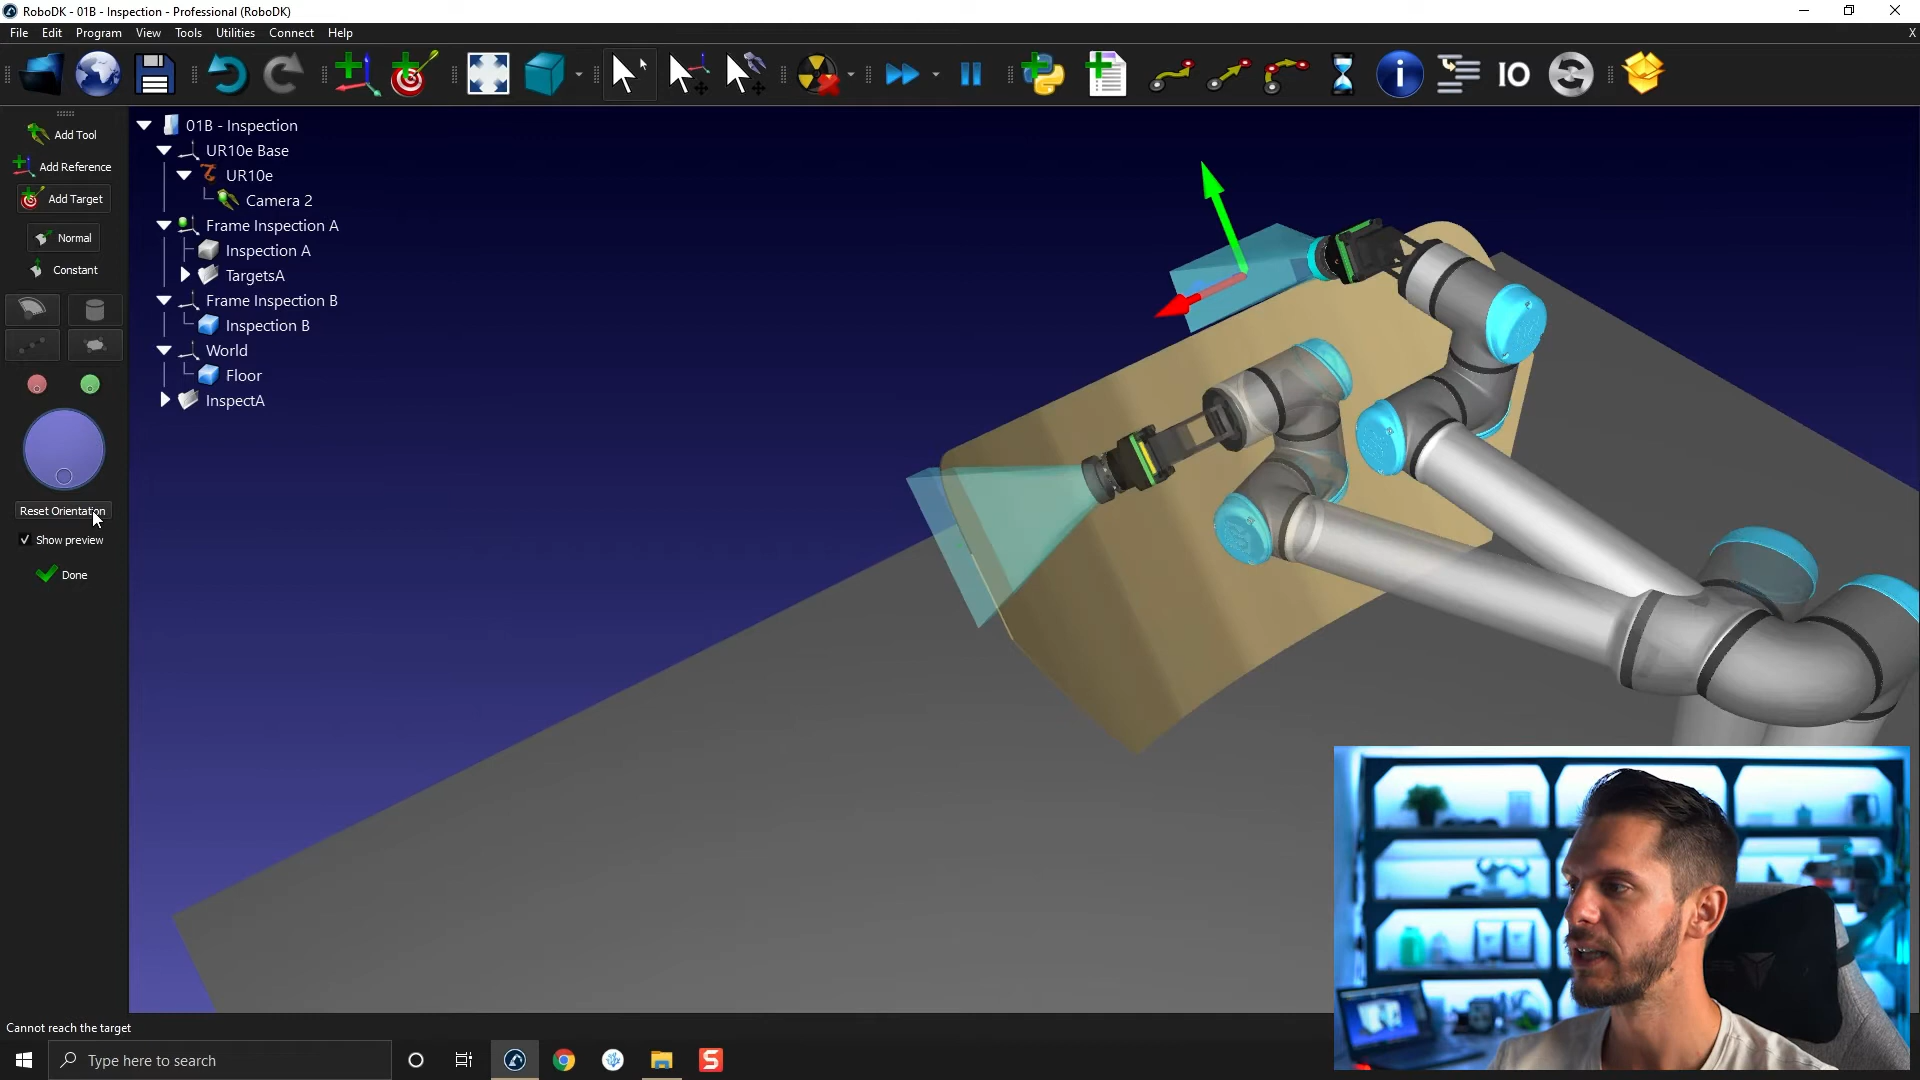 RoboDK - 01B - Inspection - Professional (RoboDK)
File Edit Program View Tools Utilities Connect Help
X
IO
Add Tool
Add Reference
Add Target
Normal
Constant
Reset Orientation
Show preview
Done
01B - Inspection
UR10e Base
UR10e
Camera 2
Frame Inspection A
Inspection A
TargetsA
Frame Inspection B
Inspection B
World
Floor
InspectA
Cannot reach the target
Type here to search
S